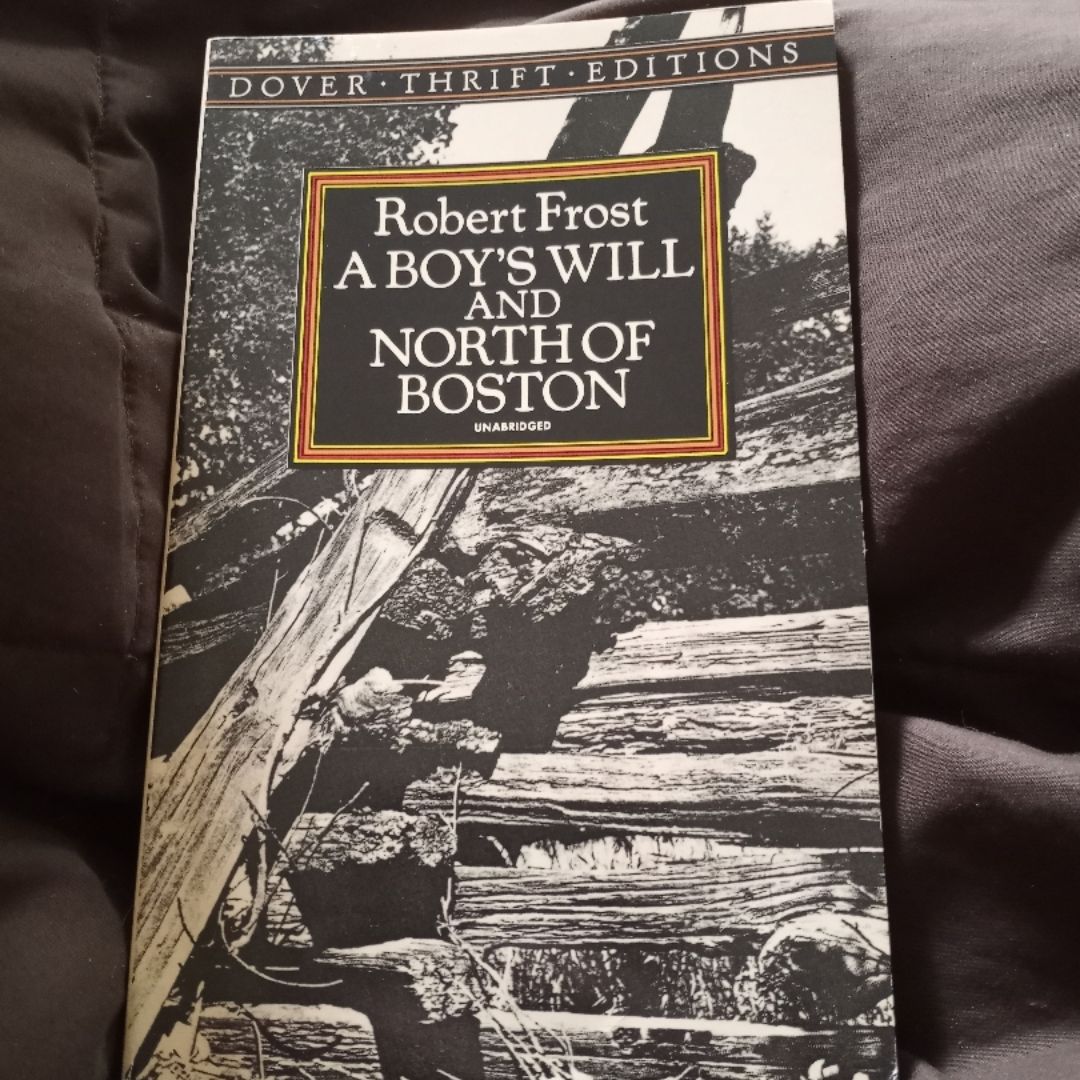 DOVER · THRIFT · EDITIONS
Robert Frost
A BOY'S WILL
AND
NORTH OF
BOSTON
UNABRIDGED